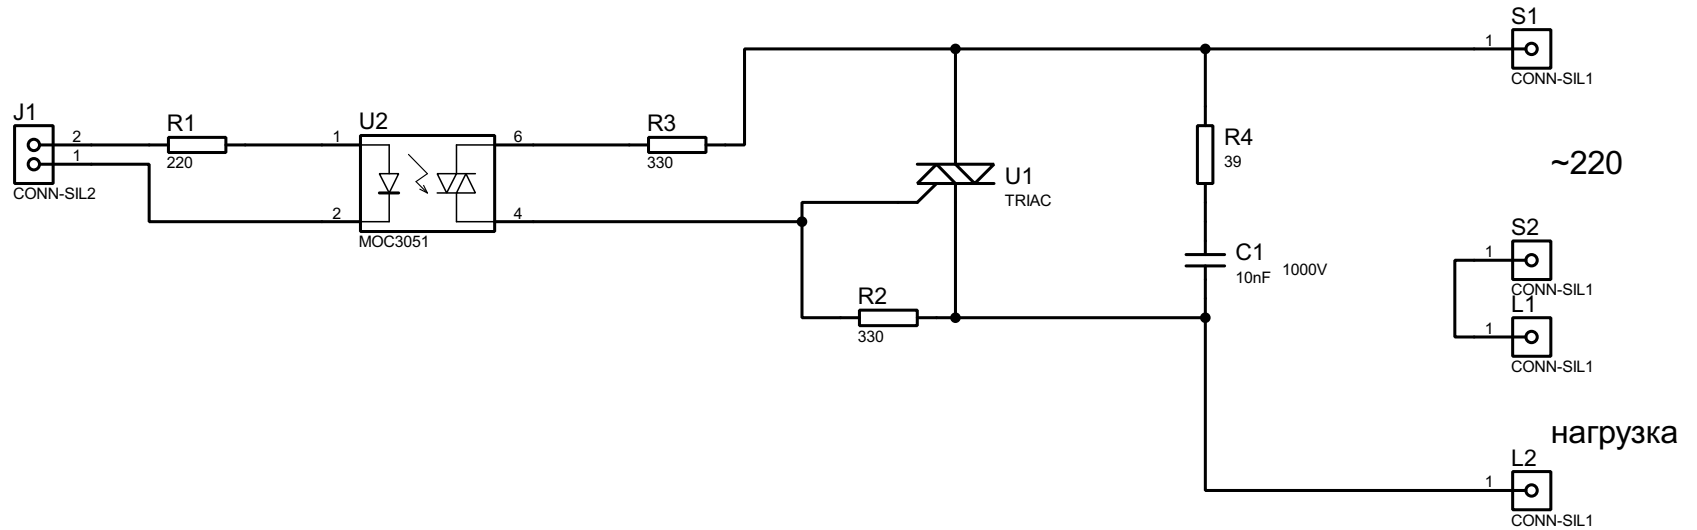 S1
1
CONN-SIL1
J1
2
1
CONN-SIL2
R1
220
U2
1
2
6
4
MOC3051
R3
330
U1
TRIAC
R4
39
~220
C1
10nF 1000V
R2
330
S2
1
CONN-SIL1
L1
1
CONN-SIL1
нагрузка
L2
1
CONN-SIL1